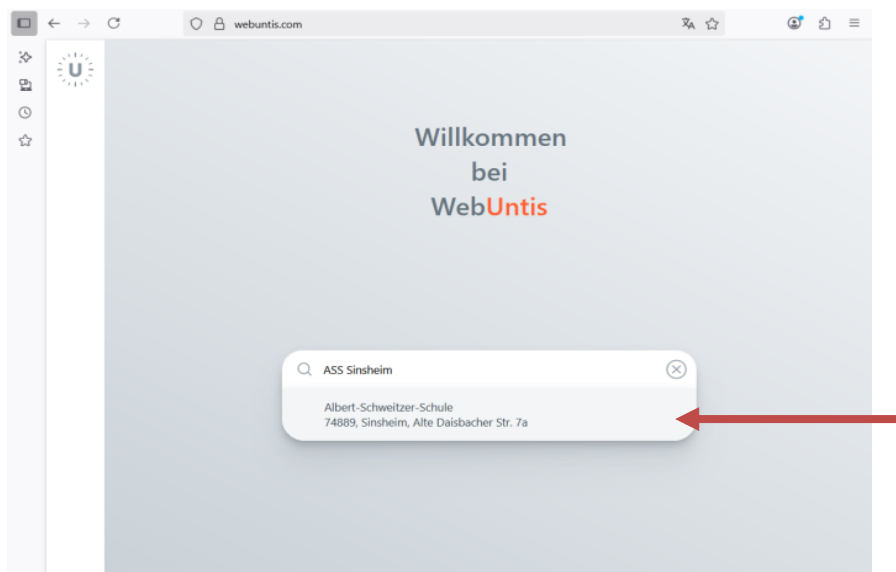 webuntis.com
U
Willkommen
bei
WebUntis
ASS Sinsheim
Albert-Schweitzer-Schule
74889, Sinsheim, Alte Daisbacher Str. 7a